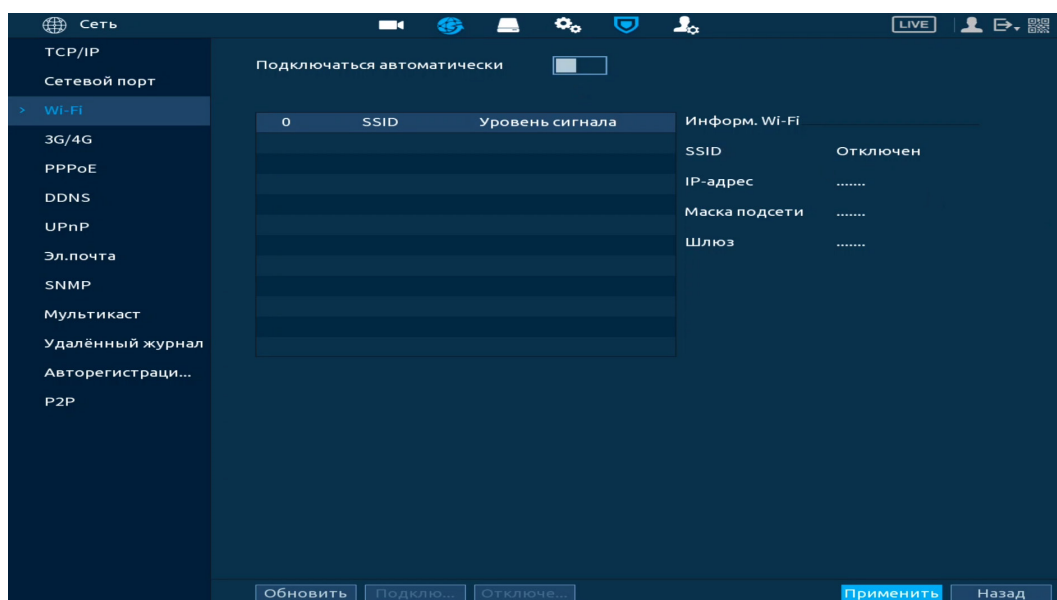 Сеть
LIVE
TCP/IP
Сетевой порт
Wi-Fi
3G/4G
PPPoE
DDNS
UPnP
Эл.почта
SNMP
Мультикаст
Удалённый журнал
Авторегистраци...
P2P
Подключаться автоматически
0 SSID Уровень сигнала
Информ. Wi-Fi
SSID Отключен
IP-адрес .......
Маска подсети .......
Шлюз .......
Обновить Подклю... Отключе... Применить Назад